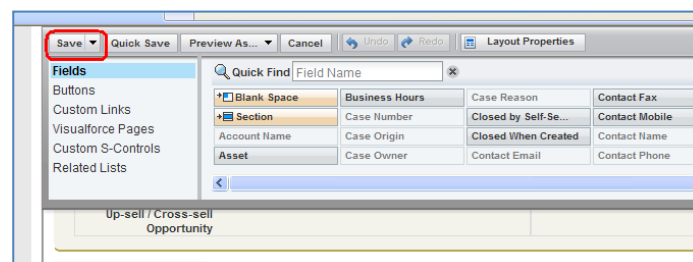 Save Quick Save Preview As... Cancel Undo Redo Layout Properties
Fields
Buttons
Custom Links
Visualforce Pages
Custom S-Controls
Related Lists
Quick Find Field Name
Blank Space Business Hours Case Reason Contact Fax
Section Case Number Closed by Self-Se... Contact Mobile
Account Name Case Origin Closed When Created Contact Name
Asset Case Owner Contact Email Contact Phone
Up-sell / Cross-sell
Opportunity